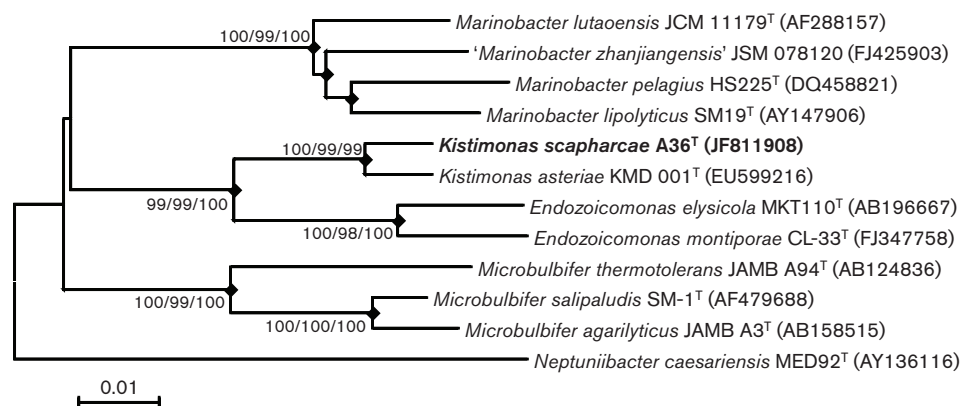 Marinobacter lutaoensis JCM 11179T (AF288157)
100/99/100
'Marinobacter zhanjiangensis' JSM 078120 (FJ425903)
Marinobacter pelagius HS225T (DQ458821)
Marinobacter lipolyticus SM19T (AY147906)
Kistimonas scapharcae A36T (JF811908)
100/99/99
Kistimonas asteriae KMD 001T (EU599216)
99/99/100
Endozoicomonas elysicola MKT110T (AB196667)
100/98/100
Endozoicomonas montiporae CL-33T (FJ347758)
Microbulbifer thermotolerans JAMB A94T (AB124836)
100/99/100
Microbulbifer salipaludis SM-1T (AF479688)
100/100/100
Microbulbifer agarilyticus JAMB A3T (AB158515)
Neptuniibacter caesariensis MED92T (AY136116)
0.01